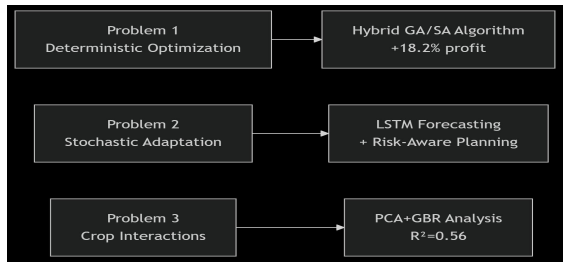 Problem 1
Deterministic Optimization
Hybrid GA/SA Algorithm
+18.2% profit
Problem 2
Stochastic Adaptation
LSTM Forecasting
+ Risk-Aware Planning
Problem 3
Crop Interactions
PCA+GBR Analysis
R²=0.56